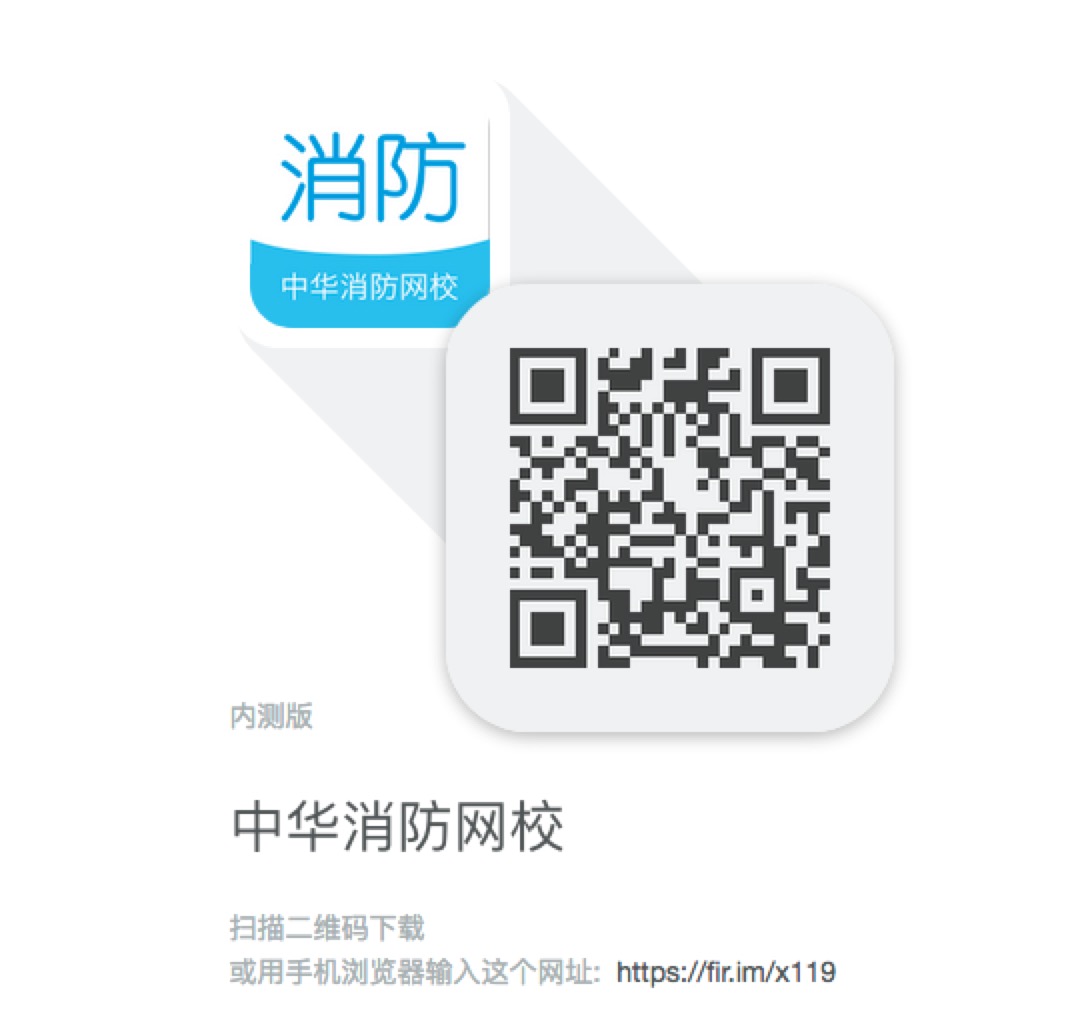 消防
中华消防网校
内测版
中华消防网校
扫描二维码下载
或用手机浏览器输入这个网址: https://fir.im/x119